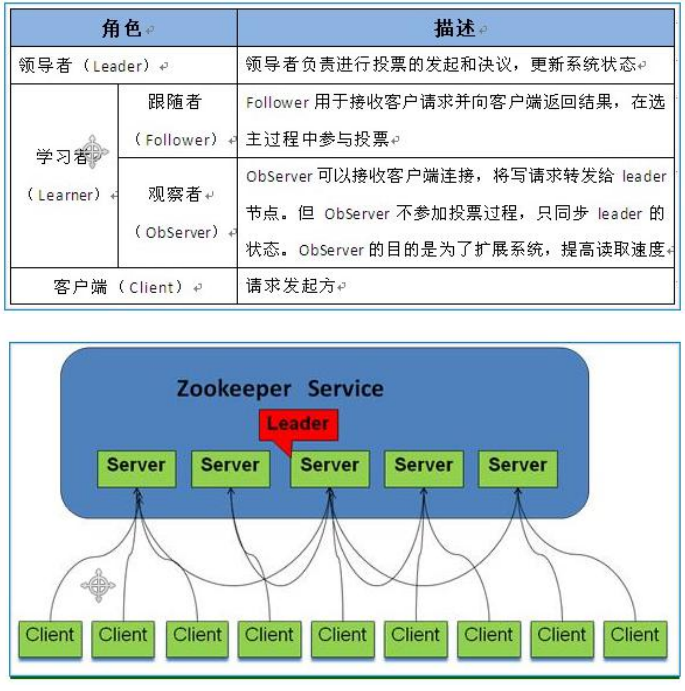 角色 描述
领导者（Leader） 领导者负责进行投票的发起和决议，更新系统状态
学习者
（Learner）
跟随者
（Follower）
Follower 用于接收客户请求并向客户端返回结果，在选
主过程中参与投票
观察者
（ObServer）
ObServer 可以接收客户端连接，将写请求转发给 leader
节点。但 ObServer 不参加投票过程，只同步 leader 的
状态。ObServer 的目的是为了扩展系统，提高读取速度
客户端（Client） 请求发起方
Zookeeper Service
Leader
Server Server Server Server Server
Client Client Client Client Client Client Client Client Client